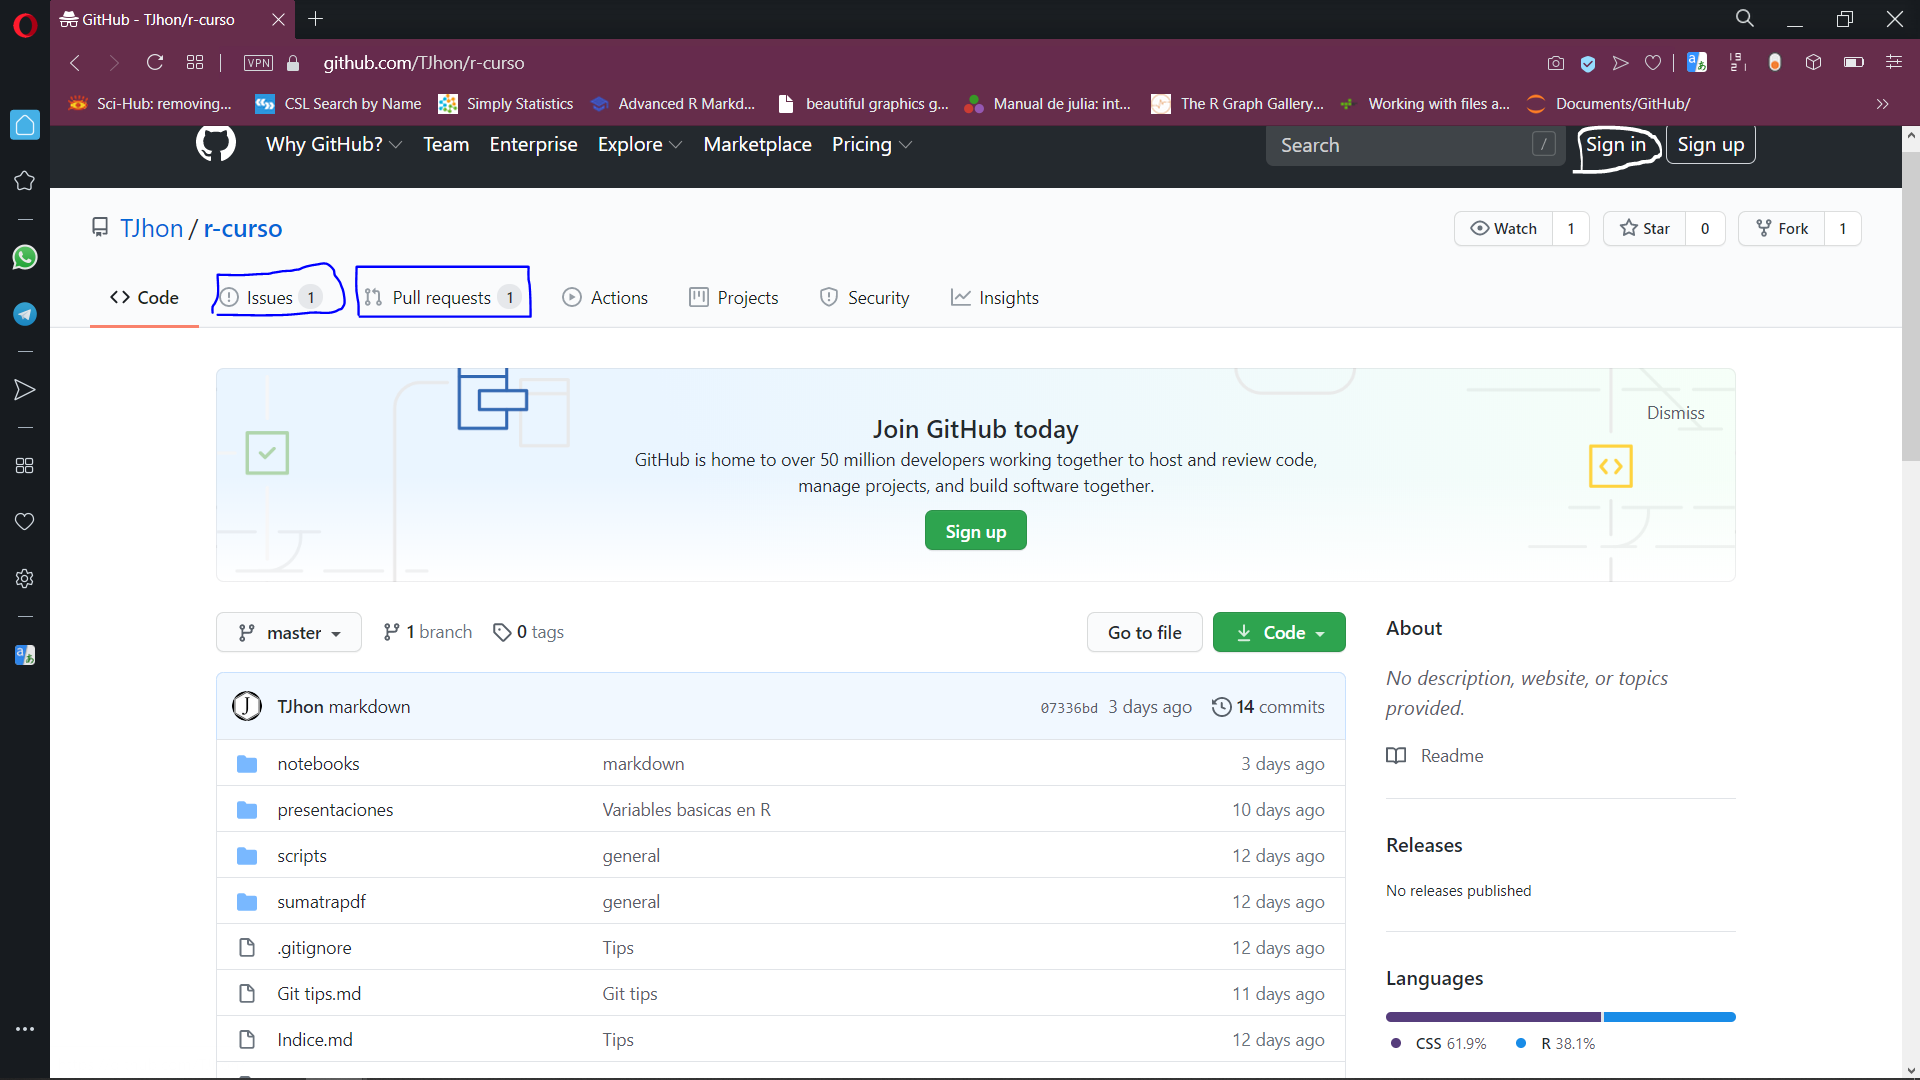 GitHub - TJhon/r-curso
VPN github.com/TJhon/r-curso
Sci-Hub: removing... CSL Search by Name Simply Statistics Advanced R Markd... beautiful graphics g... Manual de julia: int... The R Graph Gallery... Working with files a... Documents/GitHub/
Why GitHub? Team Enterprise Explore Marketplace Pricing Search / Sign in Sign up
TJhon / r-curso Watch 1 Star 0 Fork 1
Code Issues 1 Pull requests 1 Actions Projects Security Insights
Dismiss
Join GitHub today
GitHub is home to over 50 million developers working together to host and review code,
manage projects, and build software together.
Sign up
master 1 branch 0 tags Go to file Code
TJhon markdown 07336bd 3 days ago 14 commits
notebooks markdown 3 days ago
presentaciones Variables basicas en R 10 days ago
scripts general 12 days ago
sumatrapdf general 12 days ago
.gitignore Tips 12 days ago
Git tips.md Git tips 11 days ago
Indice.md Tips 12 days ago
About
No description, website, or topics
provided.
Readme
Releases
No releases published
Languages
CSS 61.9% R 38.1%